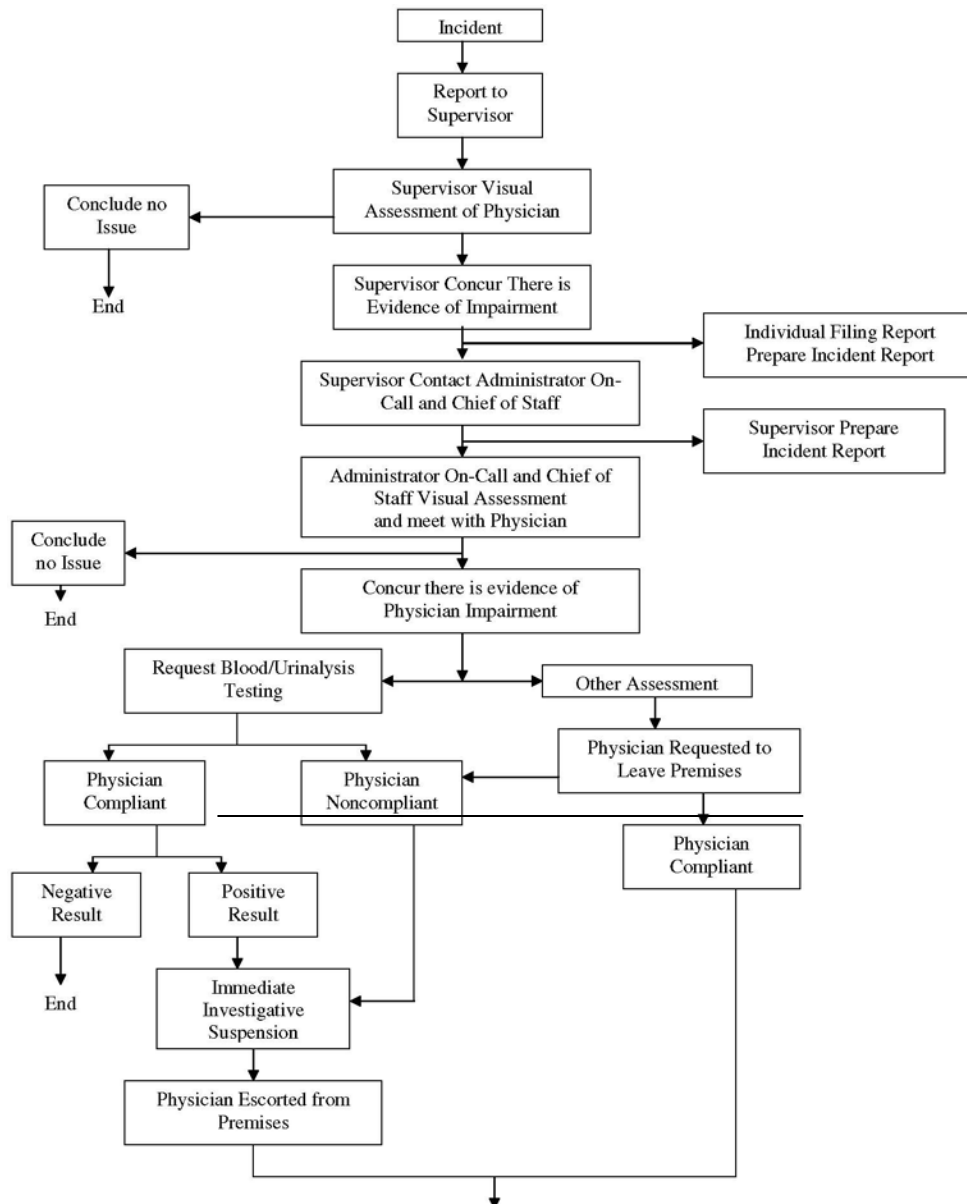 Incident
Report to
Supervisor
Supervisor Visual
Assessment of Physician
Conclude no
Issue
End
Supervisor Concur There is
Evidence of Impairment
Individual Filing Report
Prepare Incident Report
Supervisor Contact Administrator On-
Call and Chief of Staff
Supervisor Prepare
Incident Report
Administrator On-Call and Chief of
Staff Visual Assessment
and meet with Physician
Conclude
no Issue
End
Concur there is evidence of
Physician Impairment
Request Blood/Urinalysis
Testing
Other Assessment
Physician Requested to
Leave Premises
Physician
Compliant
Physician
Noncompliant
Physician
Compliant
Negative
Result
Positive
Result
End
Immediate
Investigative
Suspension
Physician Escorted from
Premises